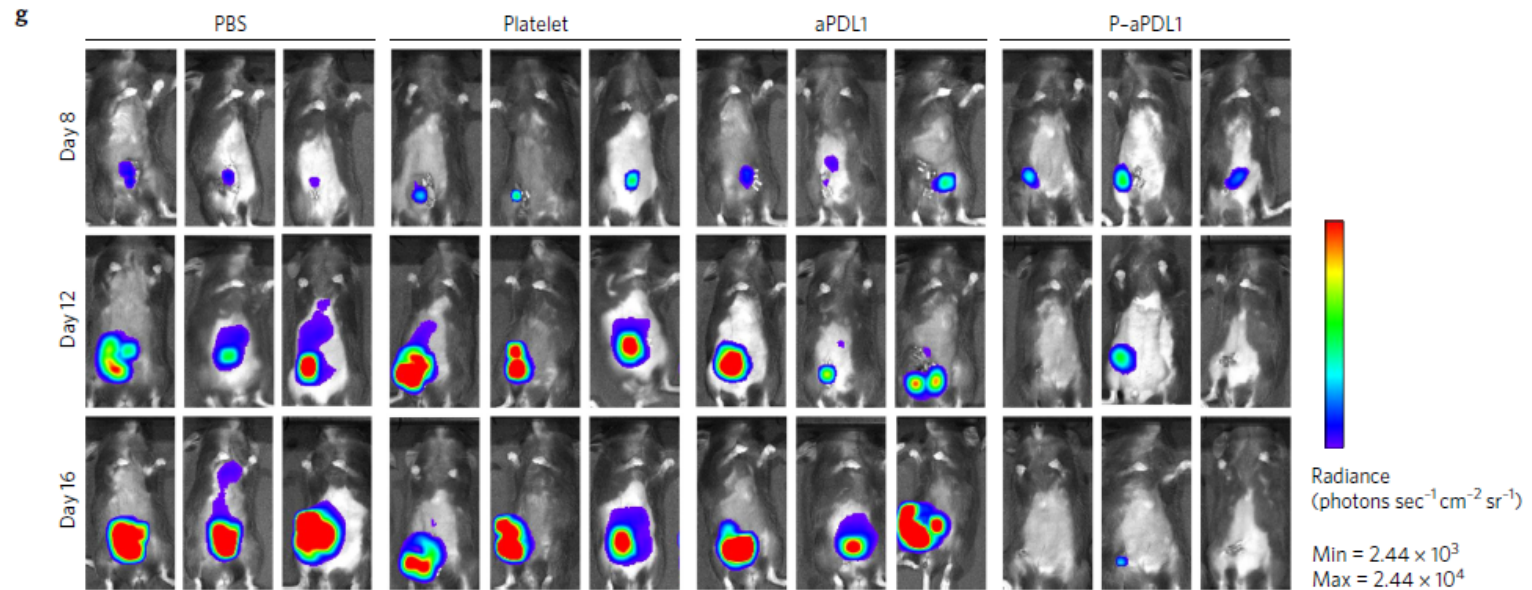 g
PBS Platelet aPDL1 P–aPDL1
Day 8
Day 12
Day 16
Radiance
(photons sec⁻¹ cm⁻² sr⁻¹)
Min = 2.44 × 10³
Max = 2.44 × 10⁴